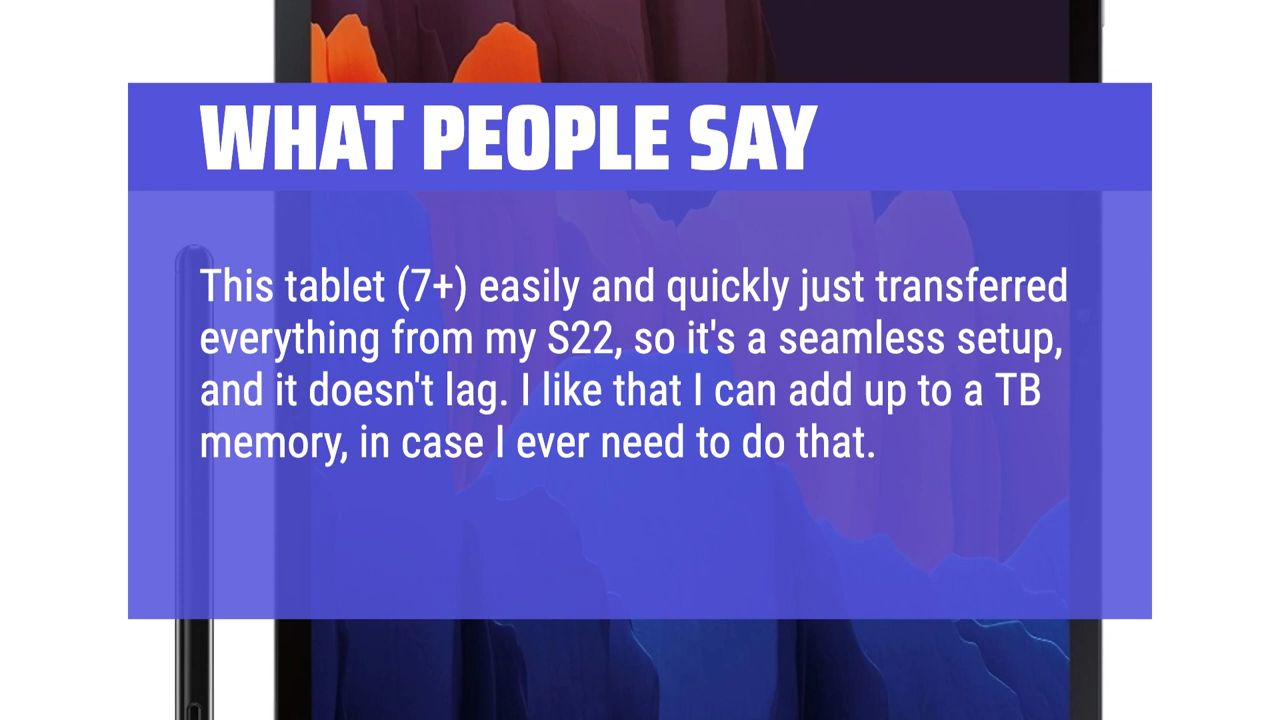 WHAT PEOPLE SAY
This tablet (7+) easily and quickly just transferred
everything from my S22, so it's a seamless setup,
and it doesn't lag. I like that I can add up to a TB
memory, in case I ever need to do that.